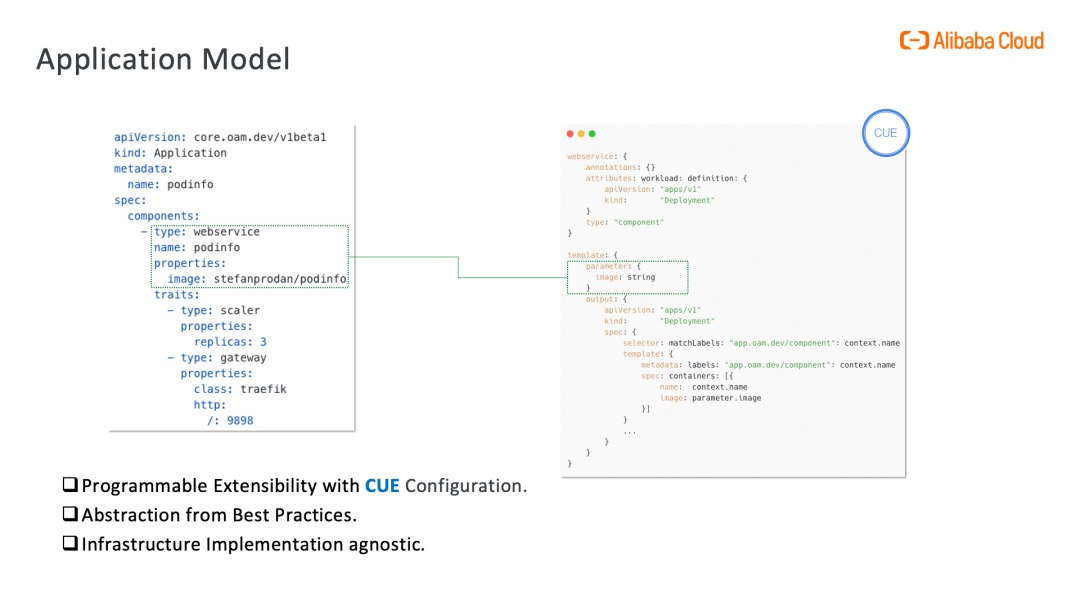 Application Model
Alibaba Cloud
apiVersion: core.oam.dev/v1beta1
kind: Application
metadata:
  name: podinfo
spec:
  components:
    - type: webservice
      name: podinfo
      properties:
        image: stefanprodan/podinfo
      traits:
        - type: scaler
          properties:
            replicas: 3
        - type: gateway
          properties:
            class: traefik
            http:
              /: 9898
CUE
webservice: {
    annotations: {}
    attributes: workload: definition: {
        apiVersion: "apps/v1"
        kind:       "Deployment"
    }
    type: "component"
}
template: {
    parameter: {
      image: string
    }
    output: {
        apiVersion: "apps/v1"
        kind:       "Deployment"
        spec: {
            selector: matchLabels: "app.oam.dev/component": context.name
            template: {
                metadata: labels: "app.oam.dev/component": context.name
                spec: containers: [{
                    name:  context.name
                    image: parameter.image
                }]
            }
            ...
        }
    }
}
❑Programmable Extensibility with CUE Configuration.
❑Abstraction from Best Practices.
❑Infrastructure Implementation agnostic.